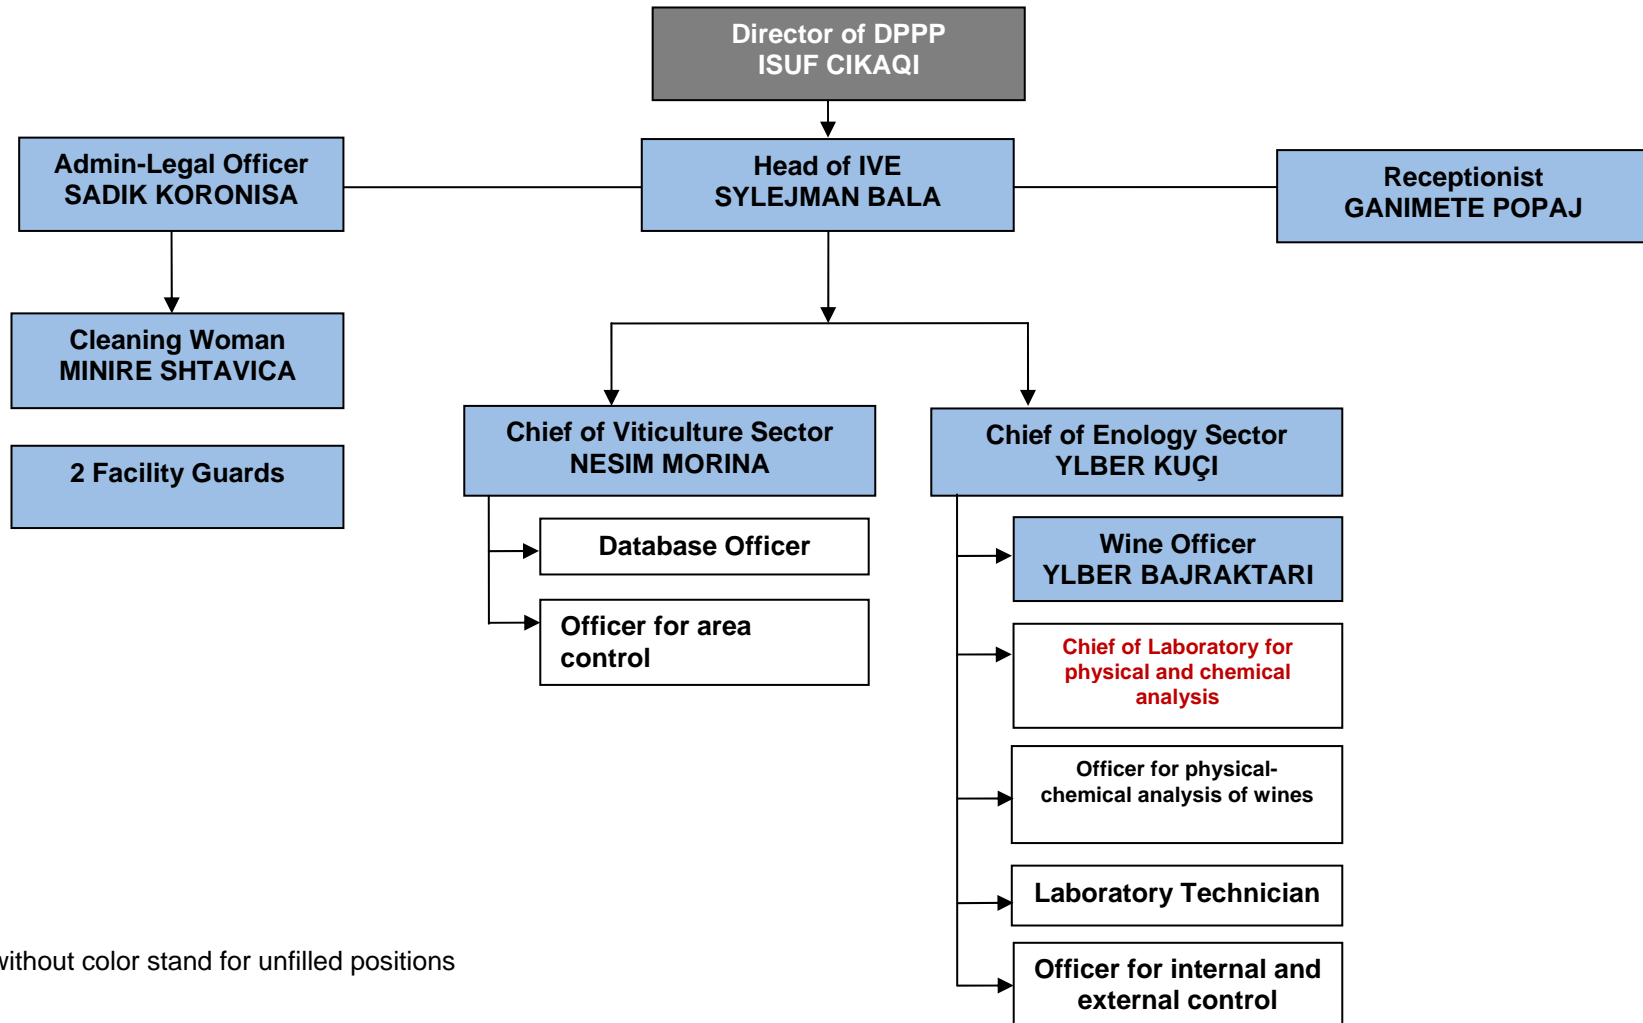 Director of DPPP
ISUF CIKAQI
Admin-Legal Officer
SADIK KORONISA
Head of IVE
SYLEJMAN BALA
Receptionist
GANIMETE POPAJ
Cleaning Woman
MINIRE SHTAVICA
2 Facility Guards
Chief of Viticulture Sector
NESIM MORINA
Database Officer
Officer for area
control
Chief of Enology Sector
YLBER KUÇI
Wine Officer
YLBER BAJRAKTARI
Chief of Laboratory for
physical and chemical
analysis
Officer for physical-
chemical analysis of wines
Laboratory Technician
Officer for internal and
external control
without color stand for unfilled positions